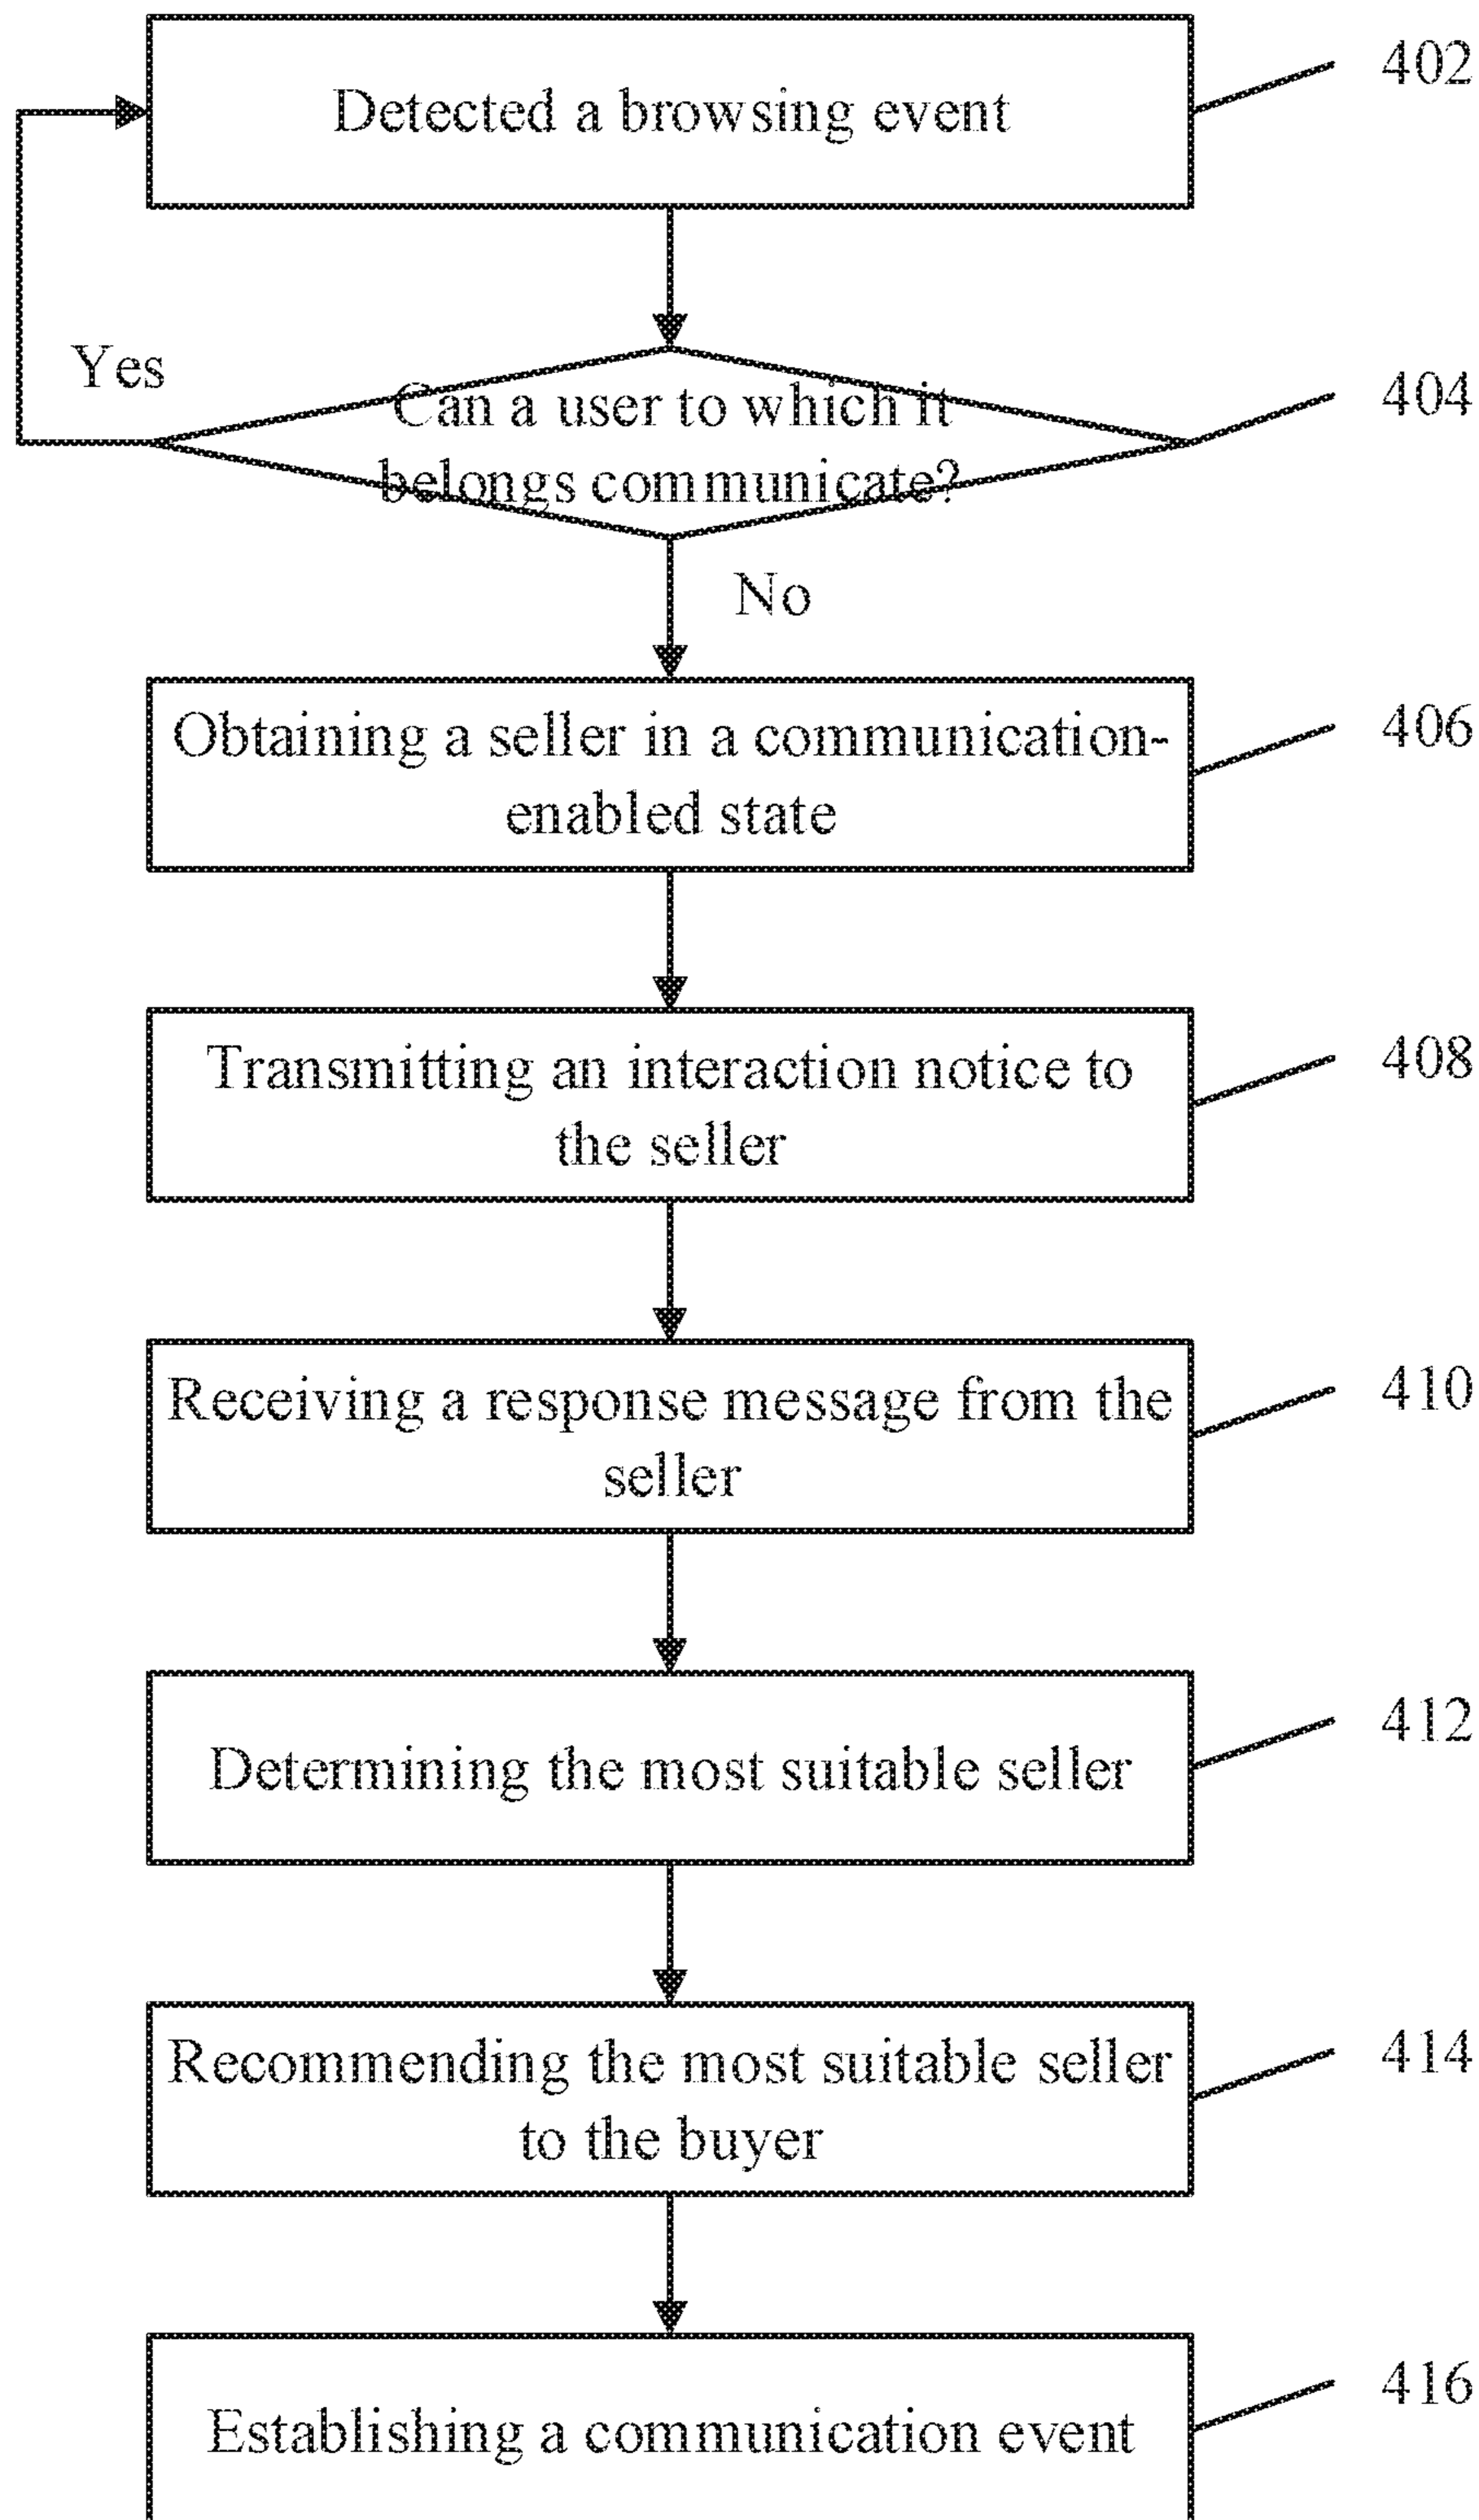 Detected a browsing event
402
Yes
Can a user to which it
belongs communicate?
404
No
Obtaining a seller in a communication-
enabled state
406
Transmitting an interaction notice to
the seller
408
Receiving a response message from the
seller
410
Determining the most suitable seller
412
Recommending the most suitable seller
to the buyer
414
Establishing a communication event
416